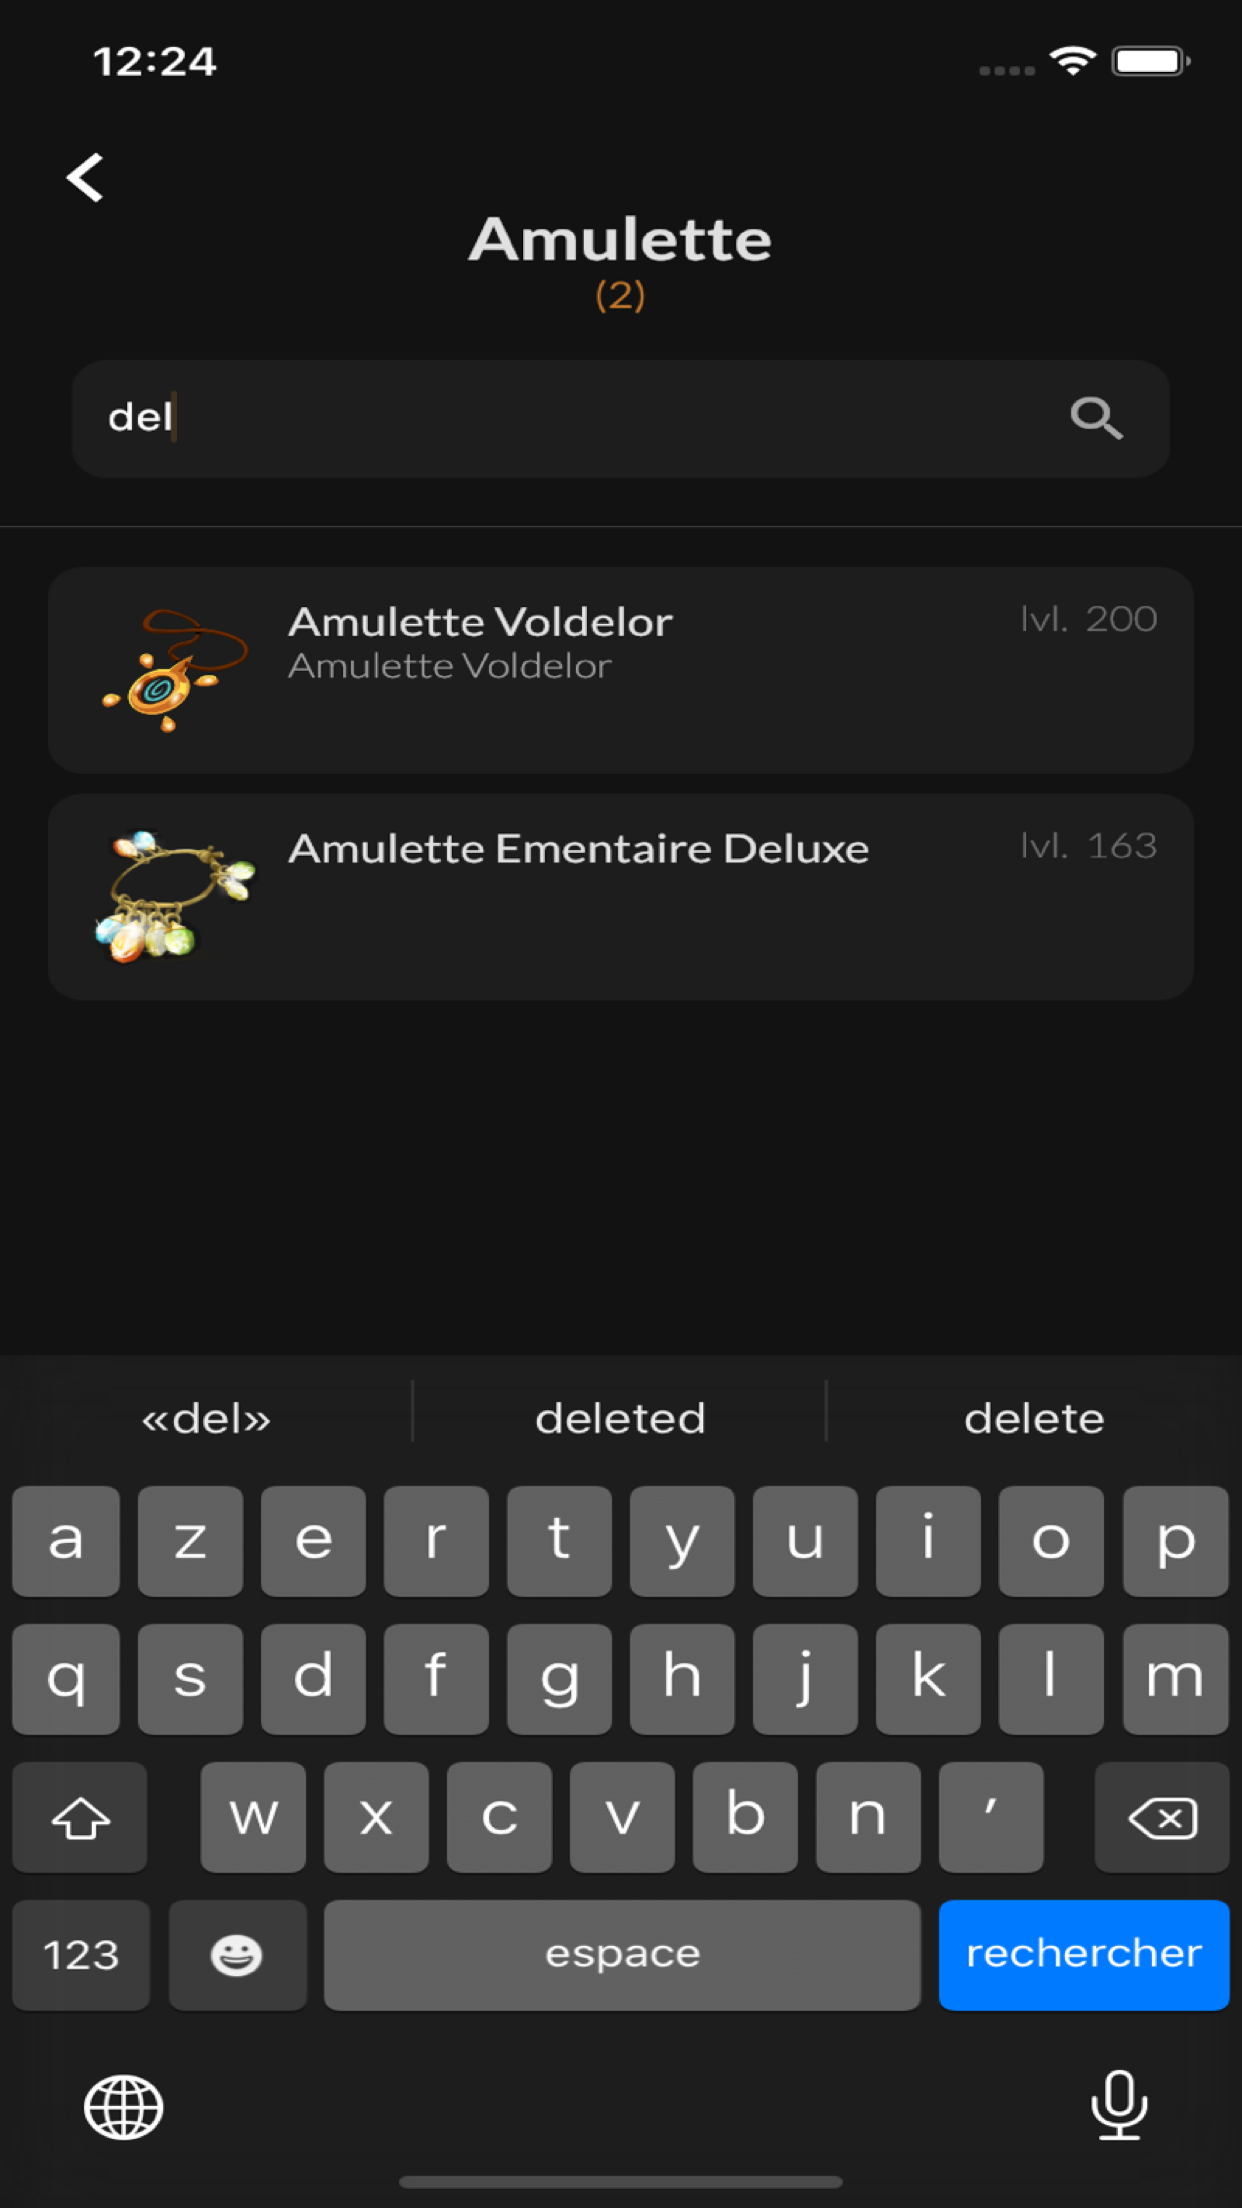 12:24
Amulette
(2)
del
Amulette Voldelor
lvl. 200
Amulette Voldelor
Amulette Ementaire Deluxe
lvl. 163
«del» deleted delete
a z e r t y u i o p
q s d f g h j k l m
w x c v b n ′
123 espace rechercher